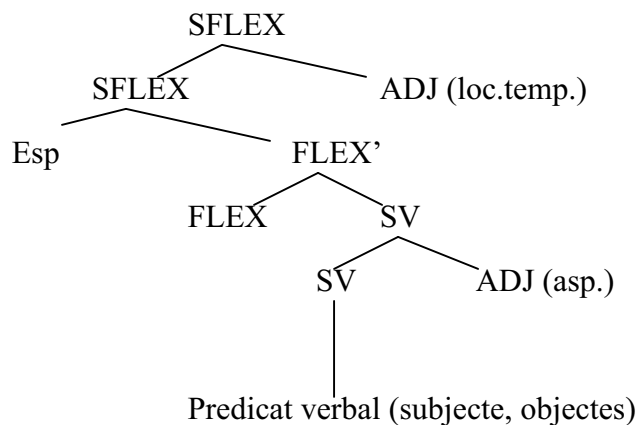 SFLEX
SFLEX ADJ (loc.temp.)
Esp FLEX’
FLEX SV
SV ADJ (asp.)
Predicat verbal (subjecte, objectes)